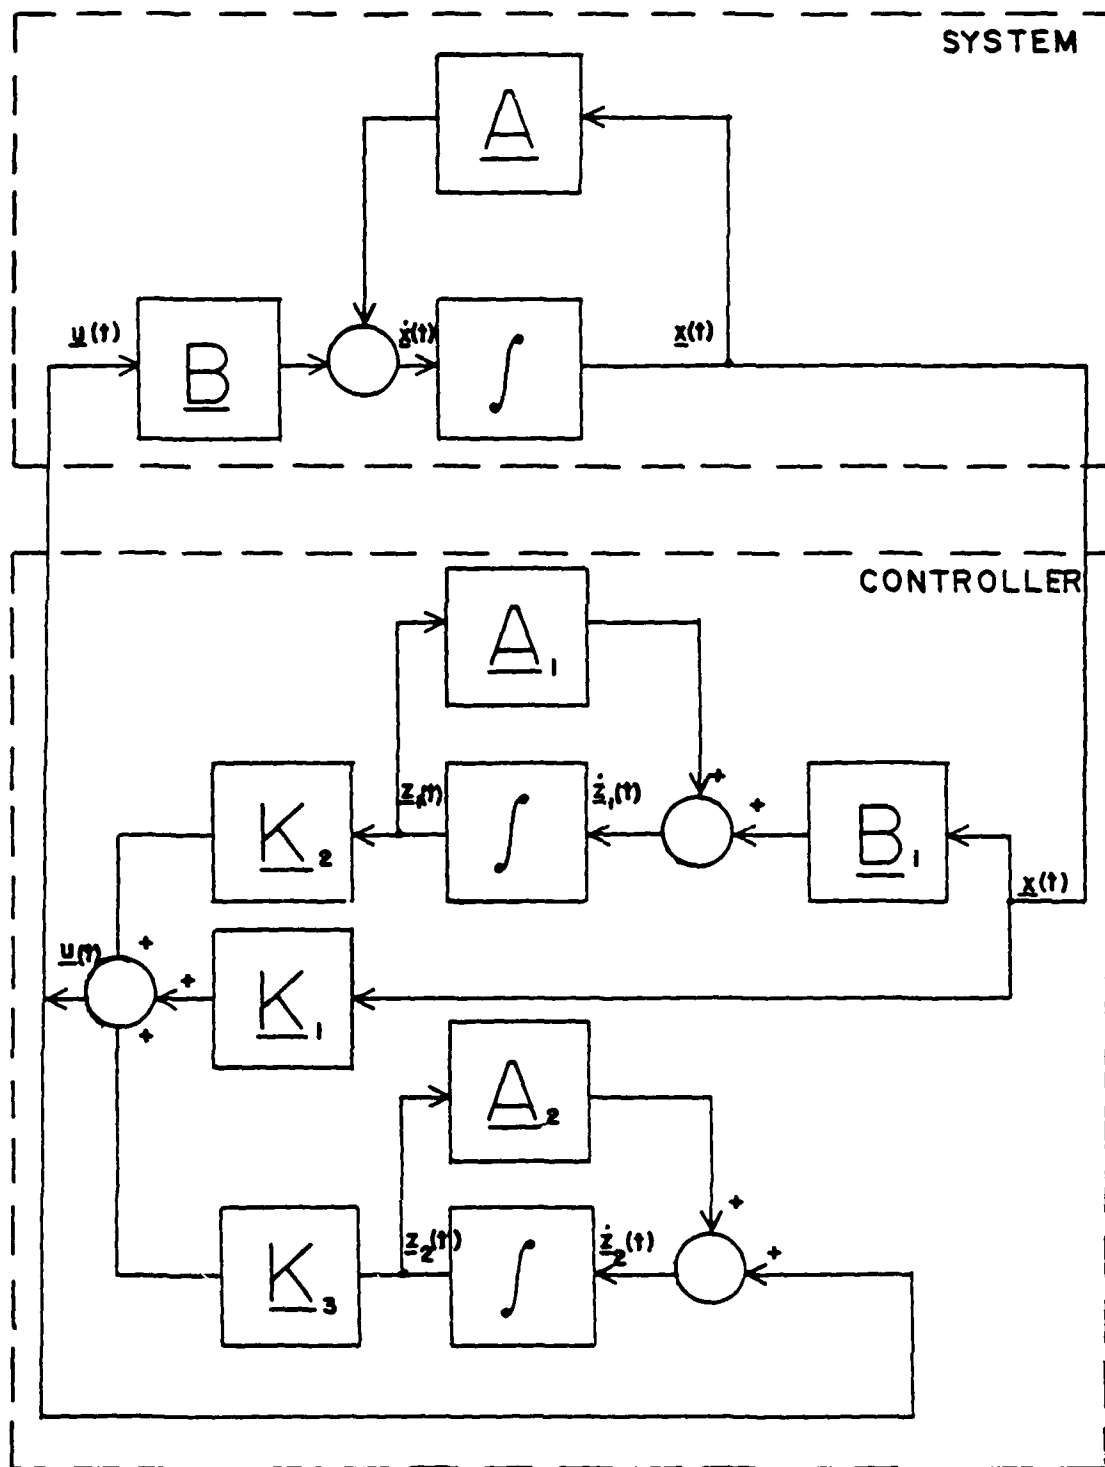 SYSTEM
A
u(t)
B
ẋ(t)
∫
x(t)
CONTROLLER
A₁
K₂
z₁(t)
∫
ż₁(t)
+
+
B₁
x(t)
u(t)
+
+
+
K₁
A₂
K₃
z₂(t)
∫
ż₂(t)
+
+